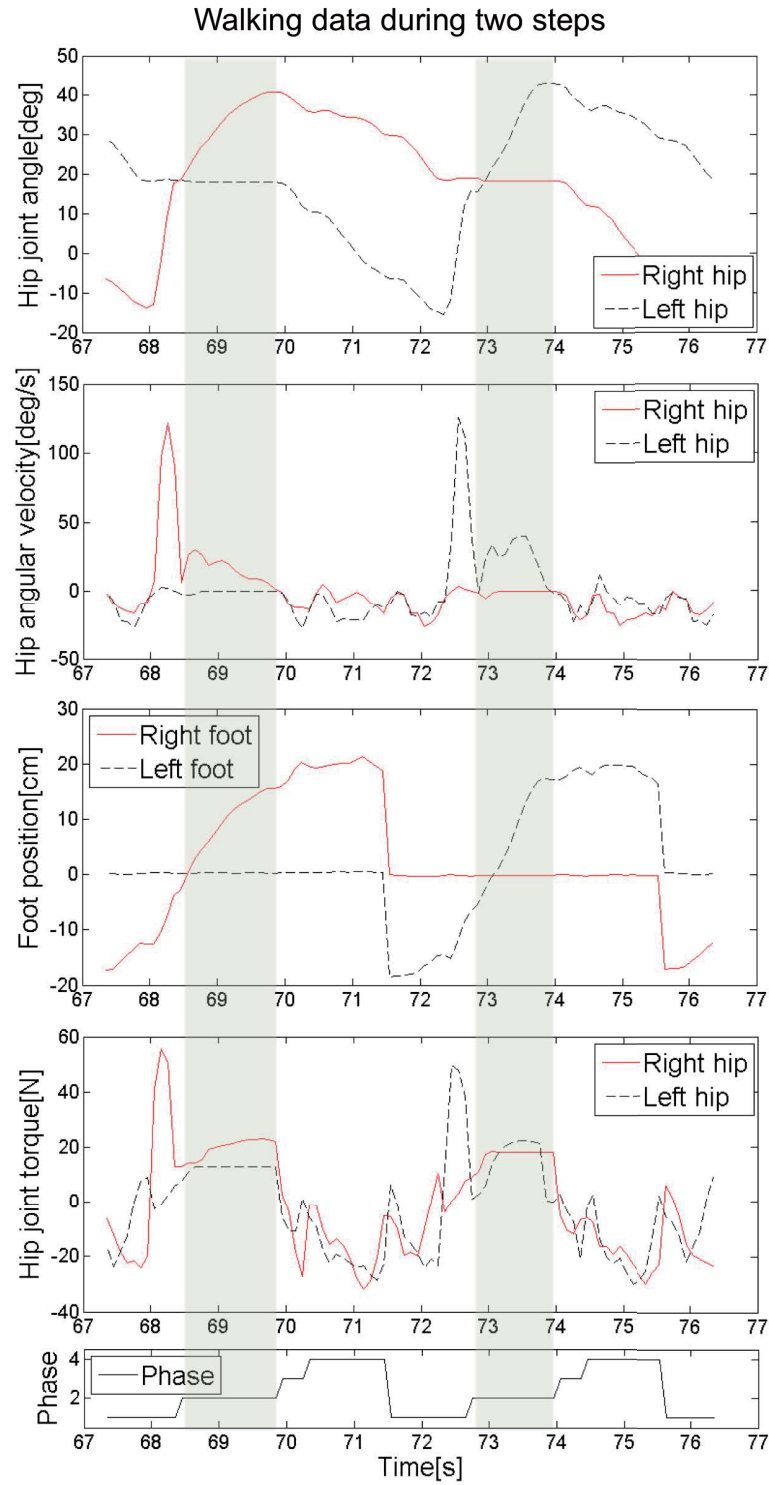 Walking data during two steps
Hip joint angle[deg]
50
40
30
20
10
0
-10
-20
Right hip
Left hip
67 68 69 70 71 72 73 74 75 76 77
Hip angular velocity[deg/s]
150
100
50
0
-50
Right hip
Left hip
67 68 69 70 71 72 73 74 75 76 77
Foot position[cm]
30
20
10
0
-10
-20
Right foot
Left foot
67 68 69 70 71 72 73 74 75 76 77
Hip joint torque[N]
60
40
20
0
-20
-40
Right hip
Left hip
67 68 69 70 71 72 73 74 75 76 77
Phase
4
2
Phase
67 68 69 70 71 72 73 74 75 76 77
Time[s]